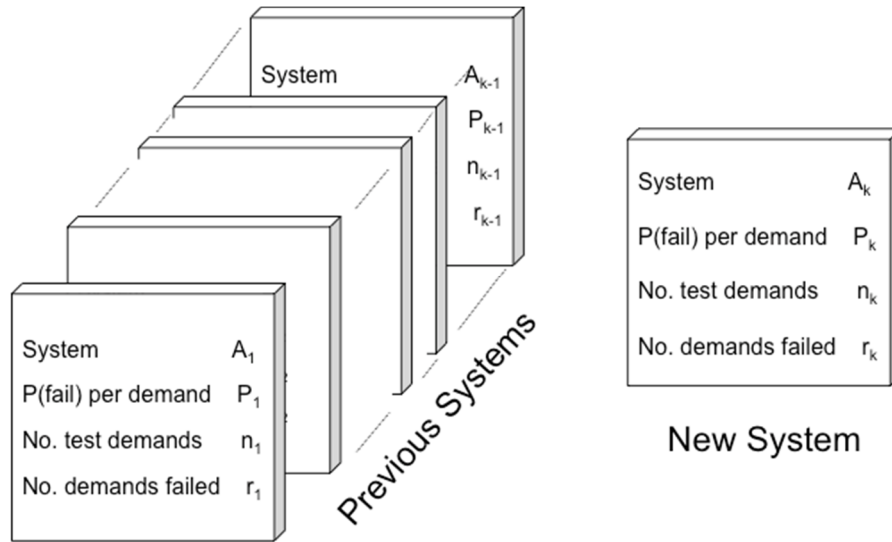 System A_{k-1}
P_{k-1}
n_{k-1}
r_{k-1}
System A_k
P(fail) per demand P_k
No. test demands n_k
No. demands failed r_k
New System
System A_1
P(fail) per demand P_1
No. test demands n_1
No. demands failed r_1
Previous Systems